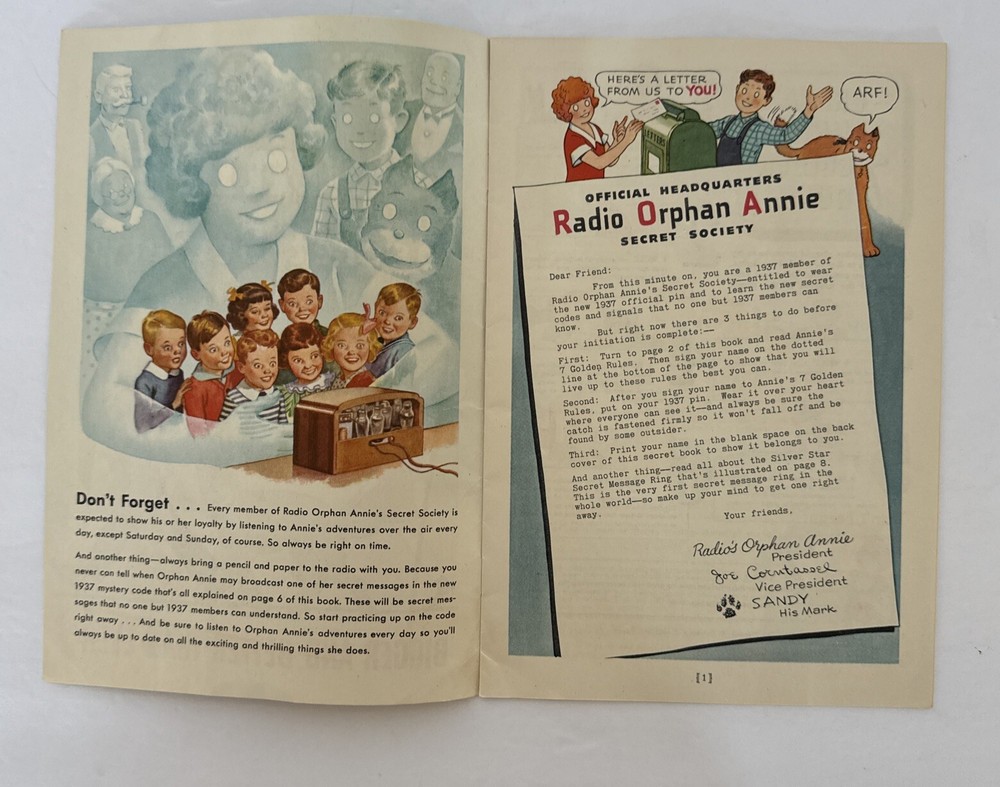 Don't Forget . . . Every member of Radio Orphan Annie's Secret Society is
expected to show his or her loyalty by listening to Annie's adventures over the air every
day, except Saturday and Sunday, of course. So always be right on time.
And another thing—always bring a pencil and paper to the radio with you. Because you
never can tell when Orphan Annie may broadcast one of her secret messages in the new
1937 mystery code that's all explained on page 6 of this book. These will be secret mes-
sages that no one but 1937 members can understand. So start practicing up on the code
right away . . . And be sure to listen to Orphan Annie's adventures every day so you'll
always be up to date on all the exciting and thrilling things she does.
HERE'S A LETTER
FROM US TO YOU!
ARF!
LETTERS
OFFICIAL HEADQUARTERS
Radio Orphan Annie
SECRET SOCIETY
Dear Friend:
From this minute on, you are a 1937 member of
Radio Orphan Annie's Secret Society—entitled to wear
the new 1937 official pin and to learn the new secret
codes and signals that no one but 1937 members can
know.
But right now there are 3 things to do before
your initiation is complete:—
First: Turn to page 2 of this book and read Annie's
7 Golden Rules. Then sign your name on the dotted
line at the bottom of the page to show that you will
live up to these rules the best you can.
Second: After you sign your name to Annie's 7 Golden
Rules, put on your 1937 pin. Wear it over your heart
where everyone can see it—and always be sure the
catch is fastened firmly so it won't fall off and be
found by some outsider.
Third: Print your name in the blank space on the back
cover of this secret book to show it belongs to you.
And another thing—read all about the Silver Star
Secret Message Ring that's illustrated on page 8.
This is the very first secret message ring in the
whole world—so make up your mind to get one right
away.
Your friends,
Radio's Orphan Annie
President
Joe Corntassel
Vice President
SANDY
His Mark
[1]